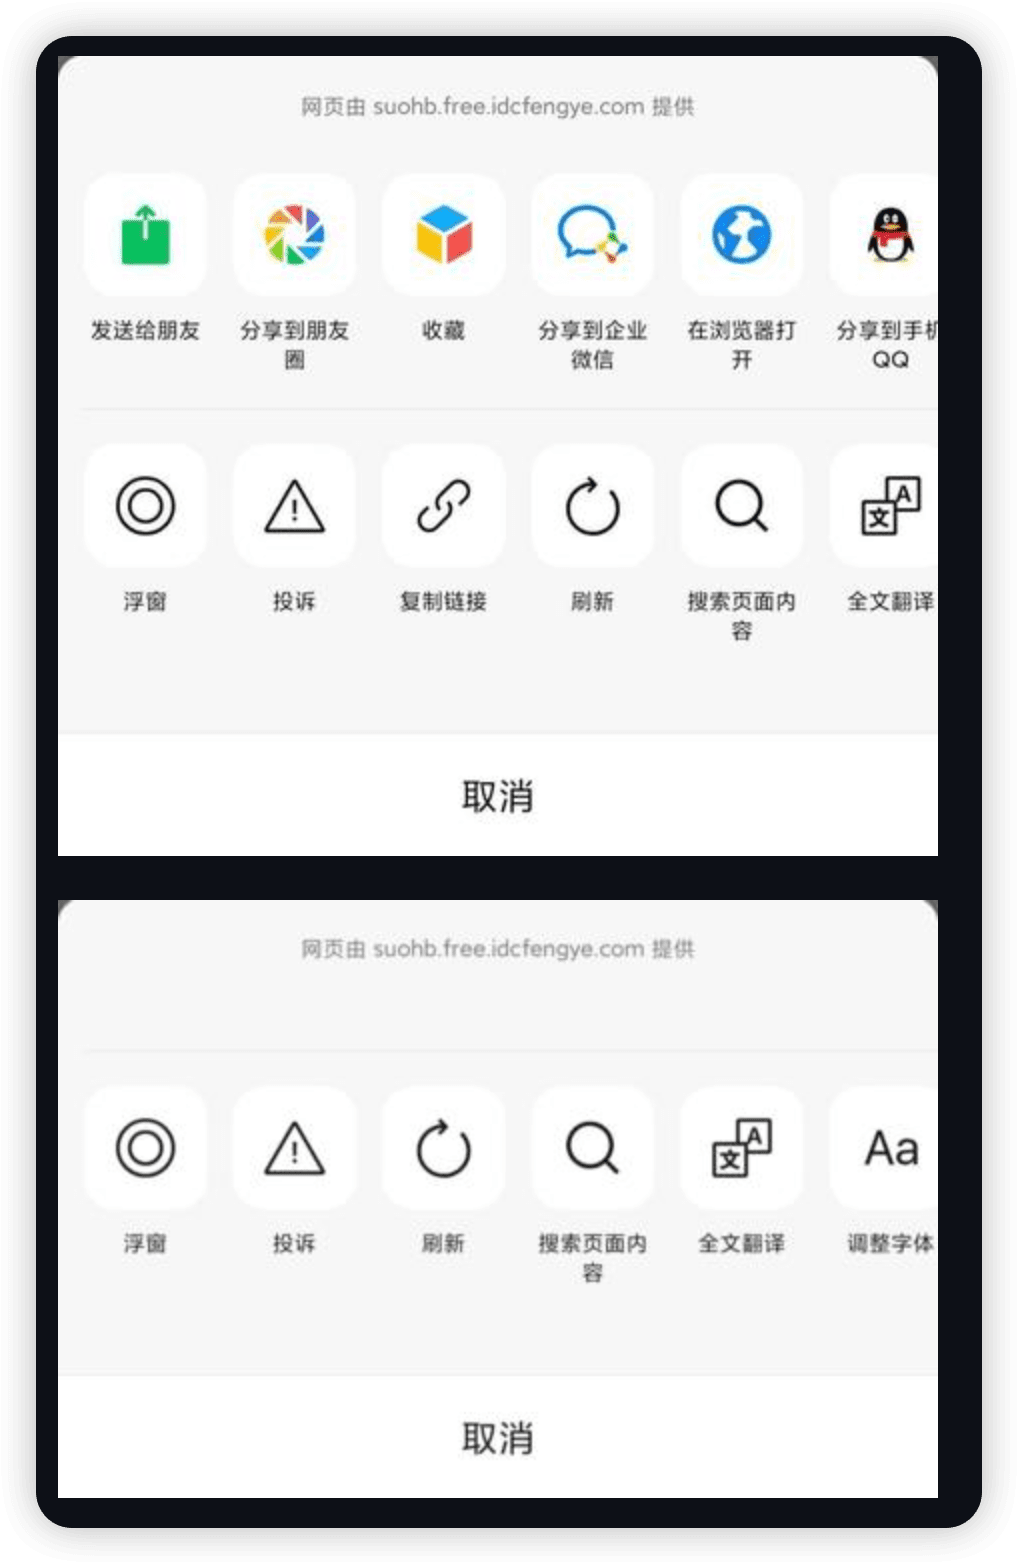 网页由 suohb.free.idcfengye.com 提供
发送给朋友
分享到朋友
圈
收藏
分享到企业
微信
在浏览器打
开
分享到手机
QQ
浮窗
投诉
复制链接
刷新
搜索页面内
容
文
A
全文翻译
取消
网页由 suohb.free.idcfengye.com 提供
浮窗
投诉
刷新
搜索页面内
容
文
A
全文翻译
Aa
调整字体
取消